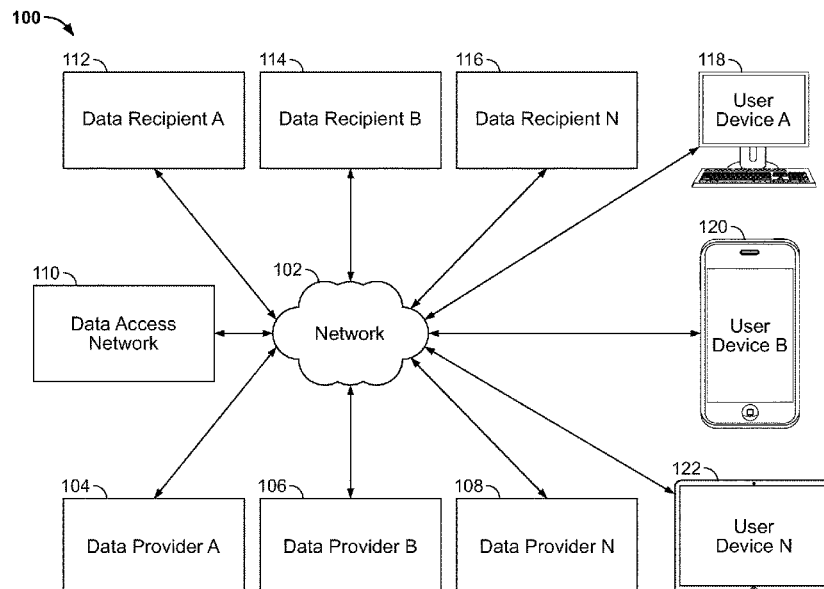 100
112
114
116
118
Data Recipient A
Data Recipient B
Data Recipient N
User
Device A
120
110
102
Data Access
Network
Network
User
Device B
104
106
108
122
Data Provider A
Data Provider B
Data Provider N
User
Device N